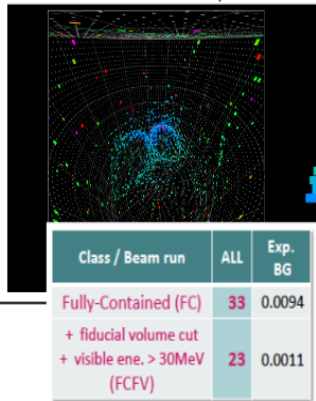 Class / Beam run ALL Exp. BG
Fully-Contained (FC) 33 0.0094
+ fiducial volume cut
+ visible ene. > 30MeV
(FCFV) 23 0.0011